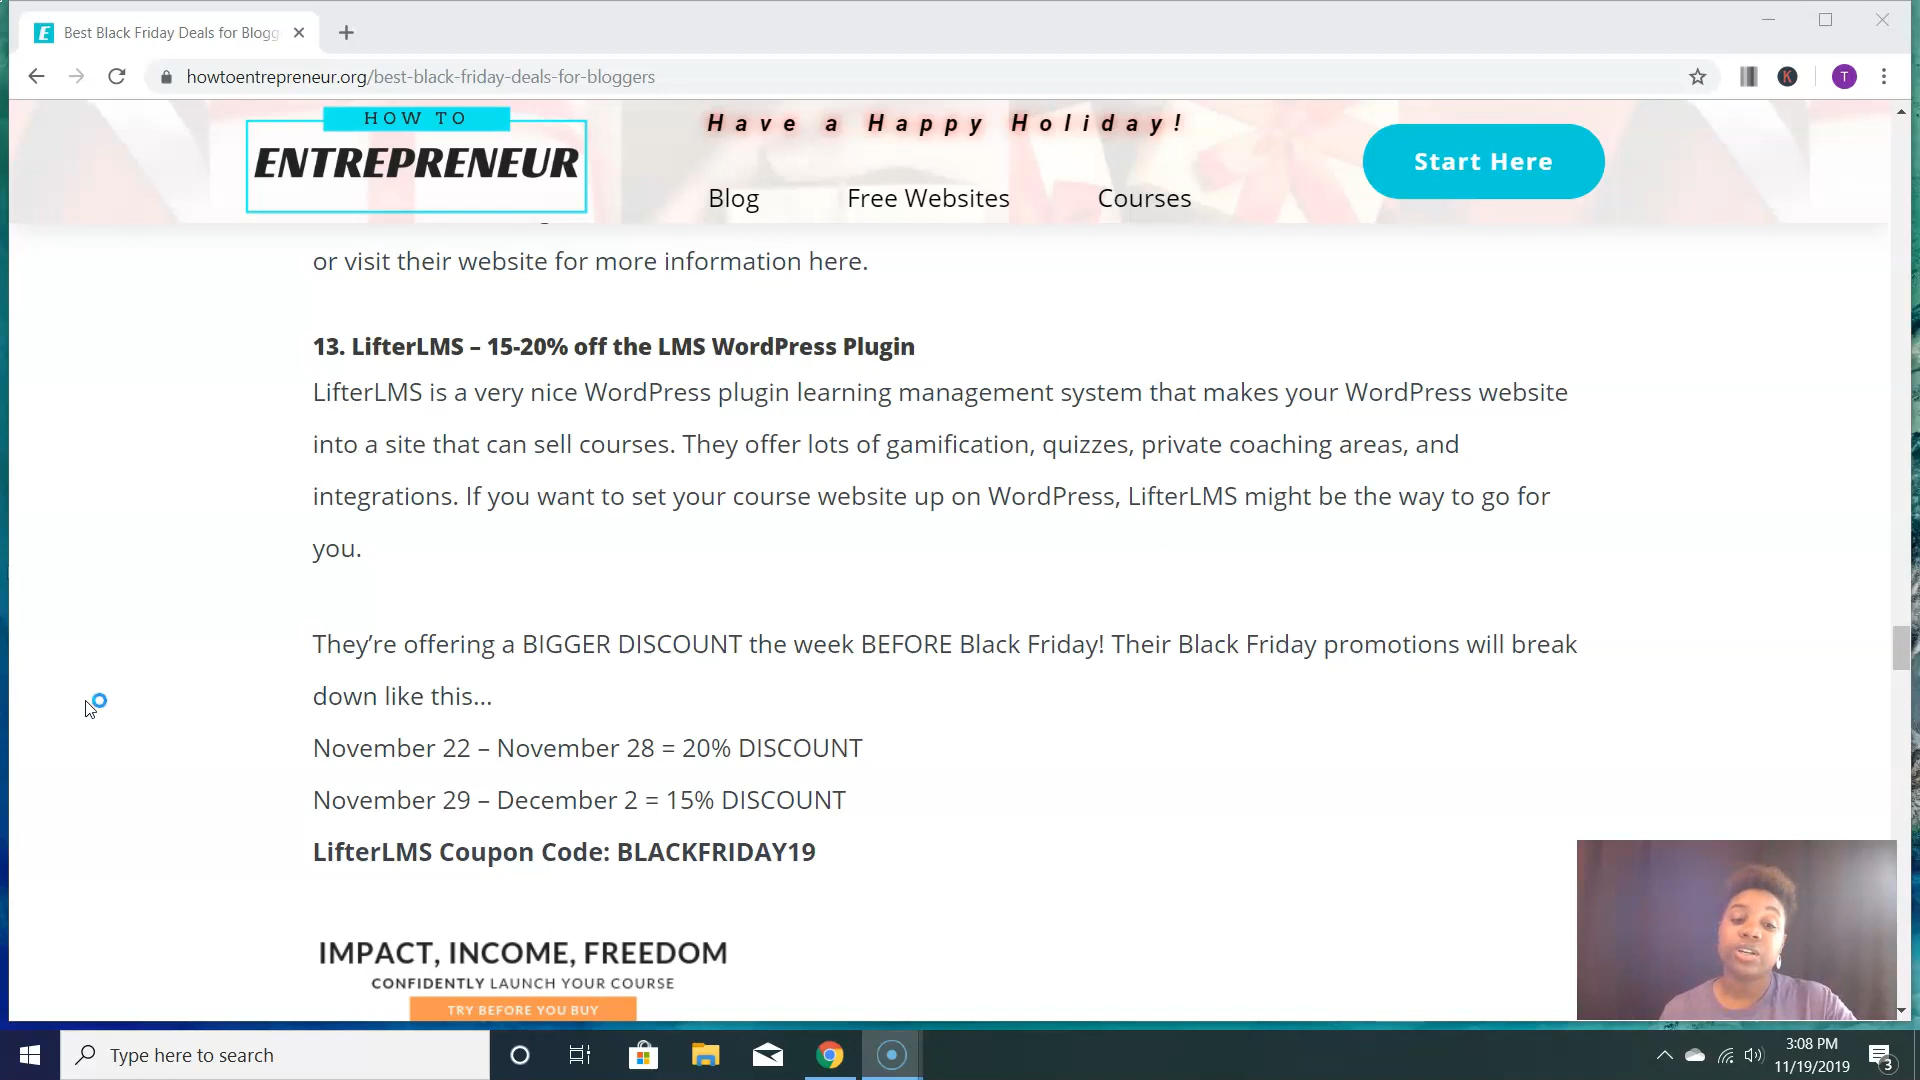 Best Black Friday Deals for Blogg
howtoentrepreneur.org/best-black-friday-deals-for-bloggers
K
T
HOW TO
ENTREPRENEUR
Have a Happy Holiday!
Blog
Free Websites
Courses
Start Here
or visit their website for more information here.
13. LifterLMS – 15-20% off the LMS WordPress Plugin
LifterLMS is a very nice WordPress plugin learning management system that makes your WordPress website
into a site that can sell courses. They offer lots of gamification, quizzes, private coaching areas, and
integrations. If you want to set your course website up on WordPress, LifterLMS might be the way to go for
you.
They’re offering a BIGGER DISCOUNT the week BEFORE Black Friday! Their Black Friday promotions will break
down like this…
November 22 – November 28 = 20% DISCOUNT
November 29 – December 2 = 15% DISCOUNT
LifterLMS Coupon Code: BLACKFRIDAY19
IMPACT, INCOME, FREEDOM
CONFIDENTLY LAUNCH YOUR COURSE
TRY BEFORE YOU BUY
Type here to search
3:08 PM
11/19/2019
3